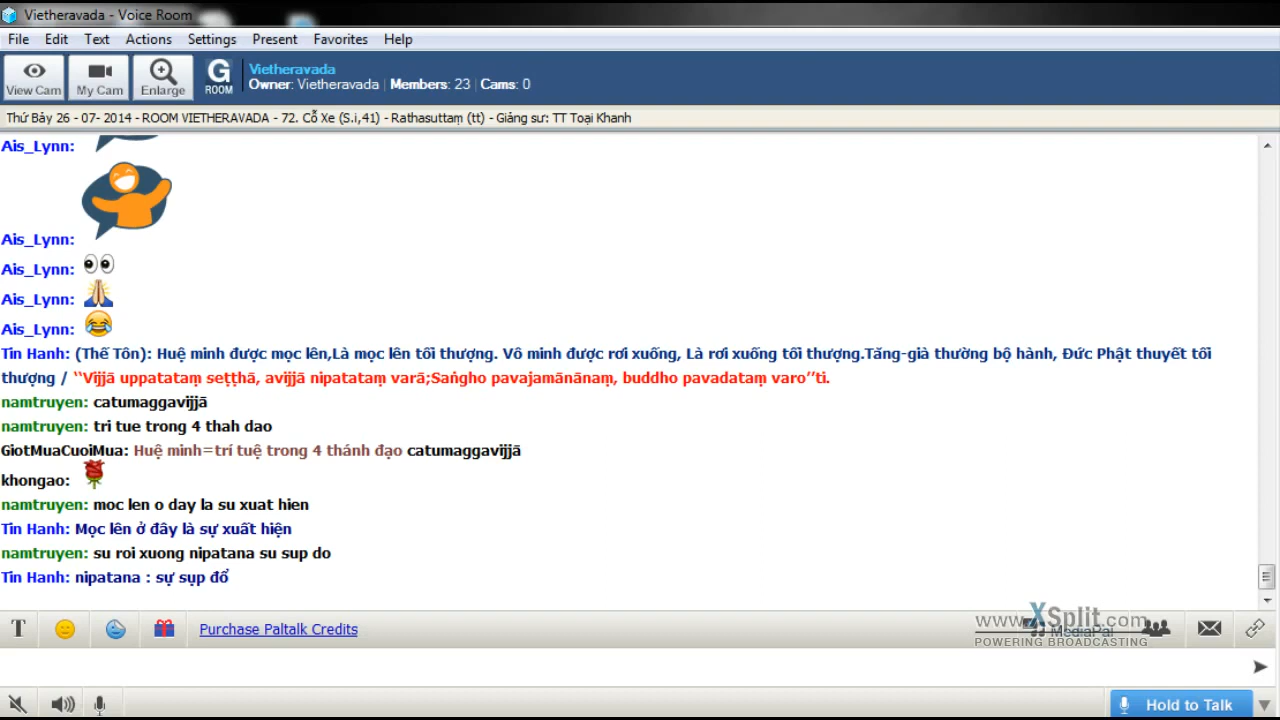 Vietheravada - Voice Room
File Edit Text Actions Settings Present Favorites Help
View Cam My Cam Enlarge G ROOM
Vietheravada
Owner: Vietheravada | Members: 23 | Cams: 0
Thứ Bảy 26 - 07- 2014 - ROOM VIETHERAVADA - 72. Cỗ Xe (S.i,41) - Rathasuttaṃ (tt) - Giảng sư: TT Toại Khanh
Ais_Lynn:
Ais_Lynn:
Ais_Lynn:
Ais_Lynn:
Ais_Lynn:
Tin Hanh: (Thế Tôn): Huệ minh được mọc lên,Là mọc lên tối thượng. Vô minh được rơi xuống, Là rơi xuống tối thượng.Tăng-già thường bộ hành, Đức Phật thuyết tối
thượng / ‘‘Vijjā uppatataṃ seṭṭhā, avijjā nipatataṃ varā;Saṅgho pavajamānānaṃ, buddho pavadataṃ varo’’ti.
namtruyen: catumaggavijjā
namtruyen: tri tue trong 4 thah dao
GiotMuaCuoiMua: Huệ minh=trí tuệ trong 4 thánh đạo catumaggavijjā
khongao:
namtruyen: moc len o day la su xuat hien
Tin Hanh: Mọc lên ở đây là sự xuất hiện
namtruyen: su roi xuong nipatana su sup do
Tin Hanh: nipatana : sự sụp đổ
T Purchase Paltalk Credits
www.XSplit.com
MediaPal
POWERING BROADCASTING
Hold to Talk